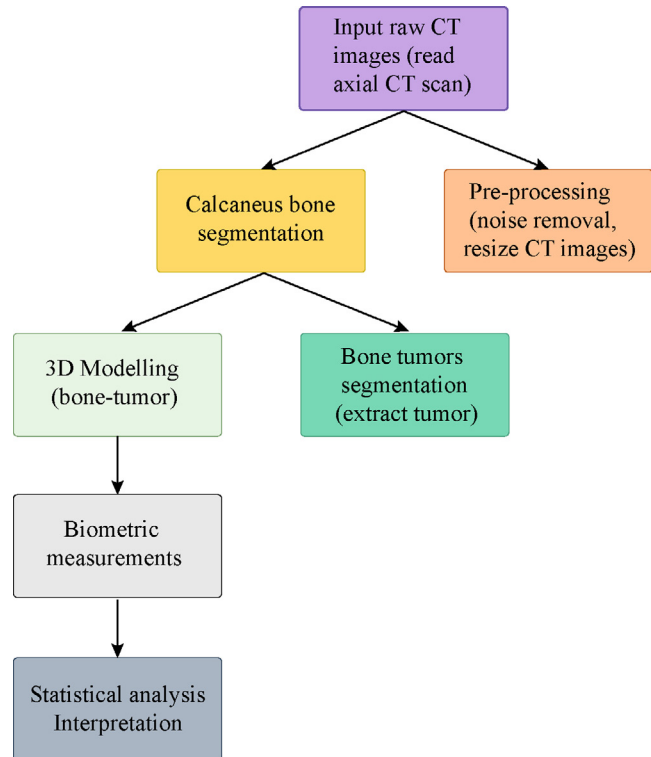 Input raw CT
images (read
axial CT scan)
Calcaneus bone
segmentation
Pre-processing
(noise removal,
resize CT images)
3D Modelling
(bone-tumor)
Bone tumors
segmentation
(extract tumor)
Biometric
measurements
Statistical analysis
Interpretation